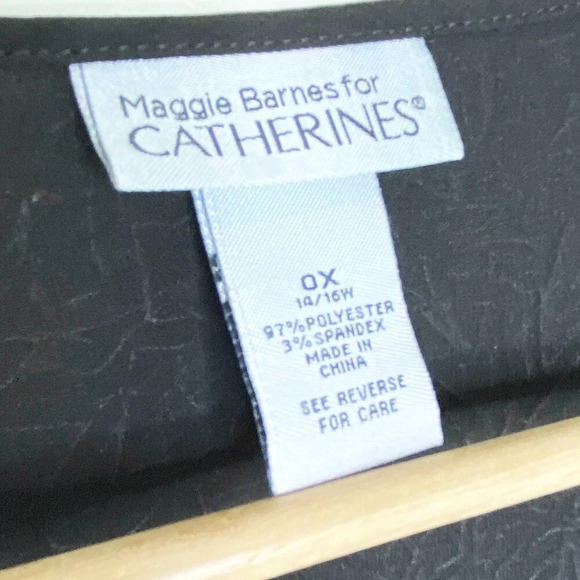 Maggie Barnes for
CATHERINES®
0X
14/16W
97% POLYESTER
3% SPANDEX
MADE IN
CHINA
SEE REVERSE
FOR CARE